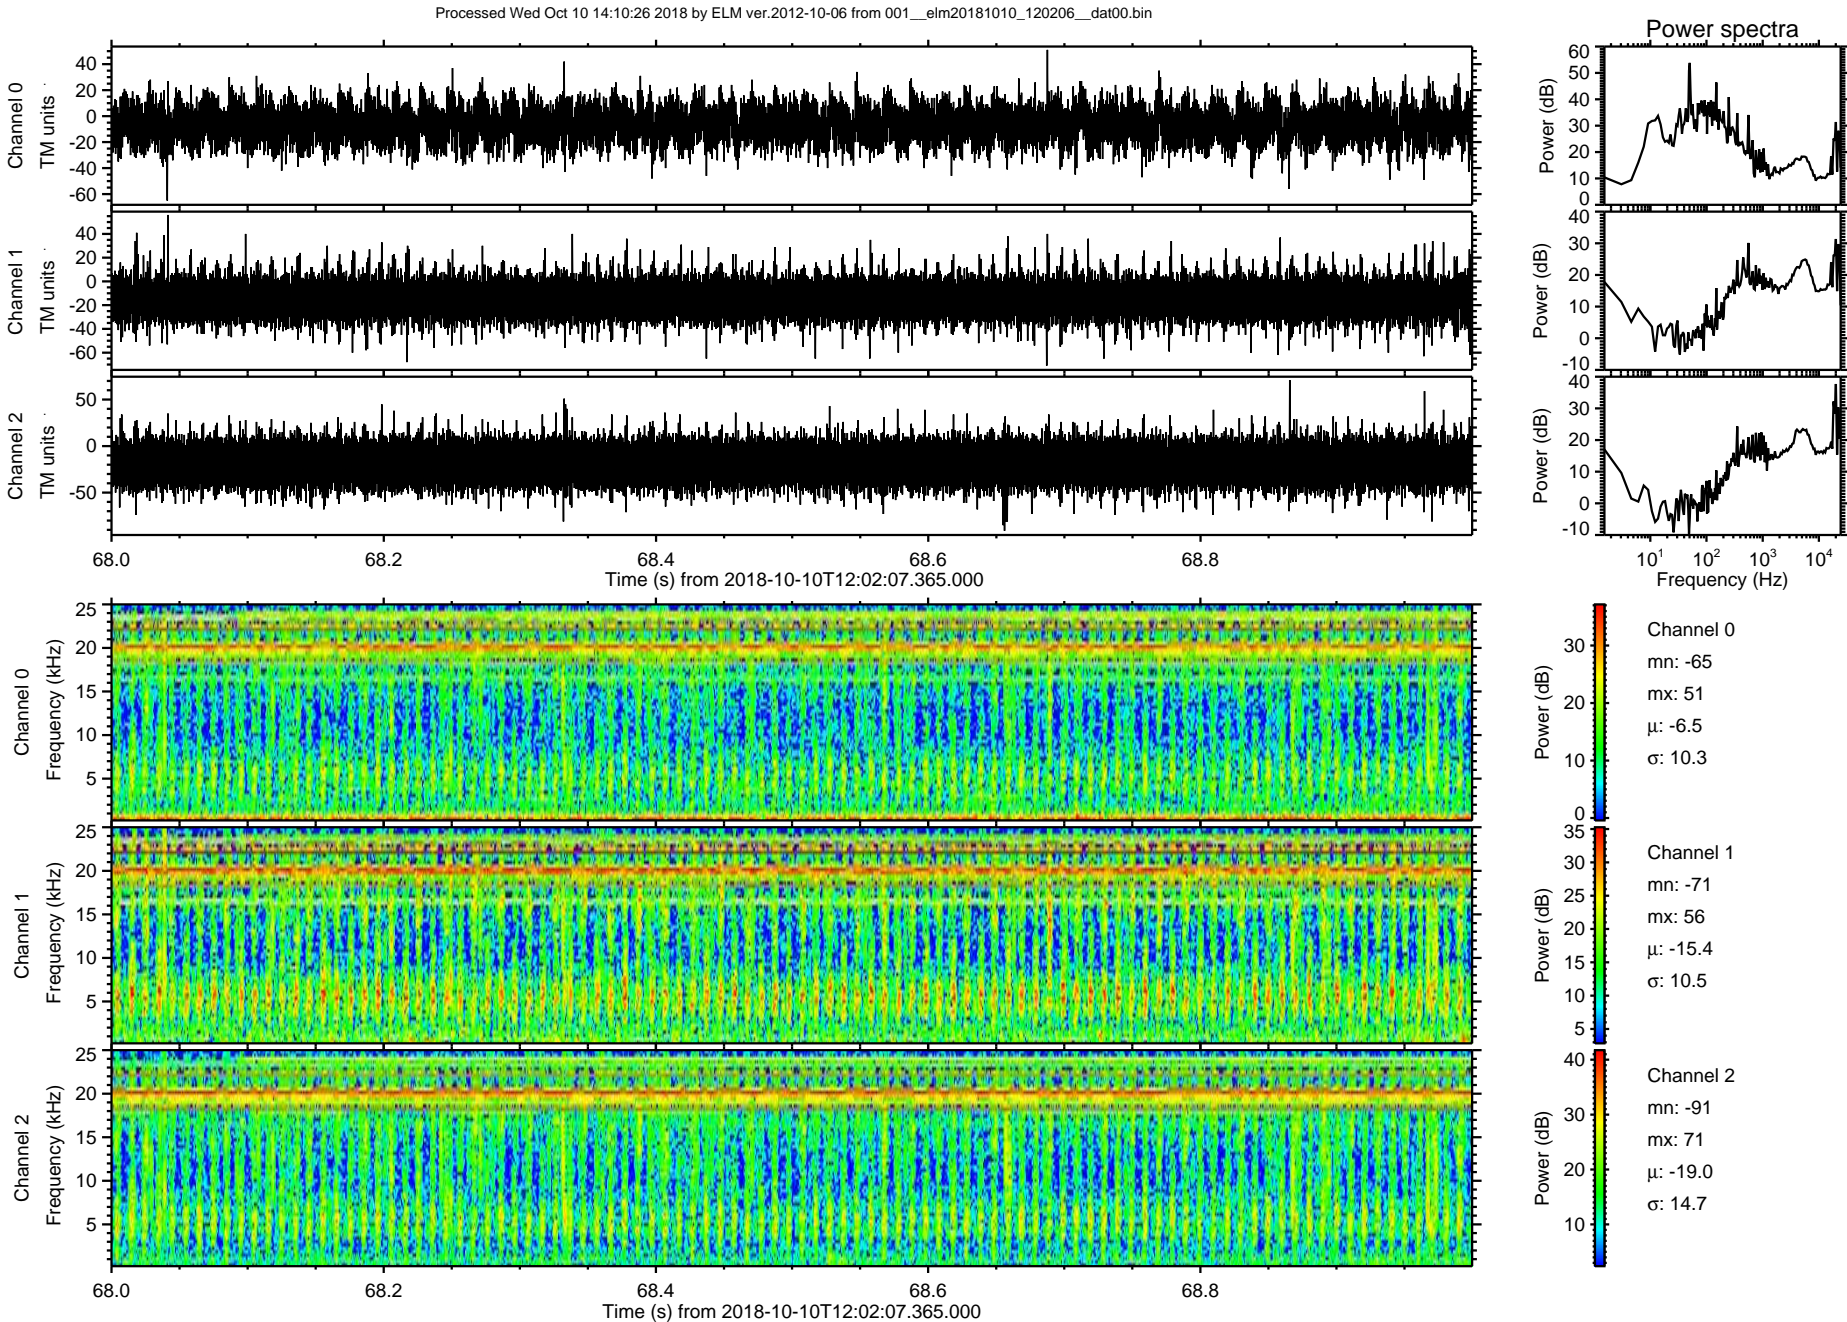 Processed Wed Oct 10 14:10:26 2018 by ELM ver.2012-10-06 from 001__elm20181010_120206__dat00.bin
Power spectra
Channel 0
TM units
40
20
0
-20
-40
-60
Power (dB)
60
50
40
30
20
10
0
Channel 1
TM units
40
20
0
-20
-40
-60
Power (dB)
40
30
20
10
0
-10
Channel 2
TM units
50
0
-50
Power (dB)
40
30
20
10
0
-10
68.0 68.2 68.4 68.6 68.8
Time (s) from 2018-10-10T12:02:07.365.000
10¹ 10² 10³ 10⁴
Frequency (Hz)
Channel 0
Frequency (kHz)
25
20
15
10
5
Power (dB)
30
20
10
0
Channel 0
mn: -65
mx: 51
μ: -6.5
σ: 10.3
Channel 1
Frequency (kHz)
25
20
15
10
5
Power (dB)
35
30
25
20
15
10
5
Channel 1
mn: -71
mx: 56
μ: -15.4
σ: 10.5
Channel 2
Frequency (kHz)
25
20
15
10
5
Power (dB)
40
30
20
10
Channel 2
mn: -91
mx: 71
μ: -19.0
σ: 14.7
68.0 68.2 68.4 68.6 68.8
Time (s) from 2018-10-10T12:02:07.365.000